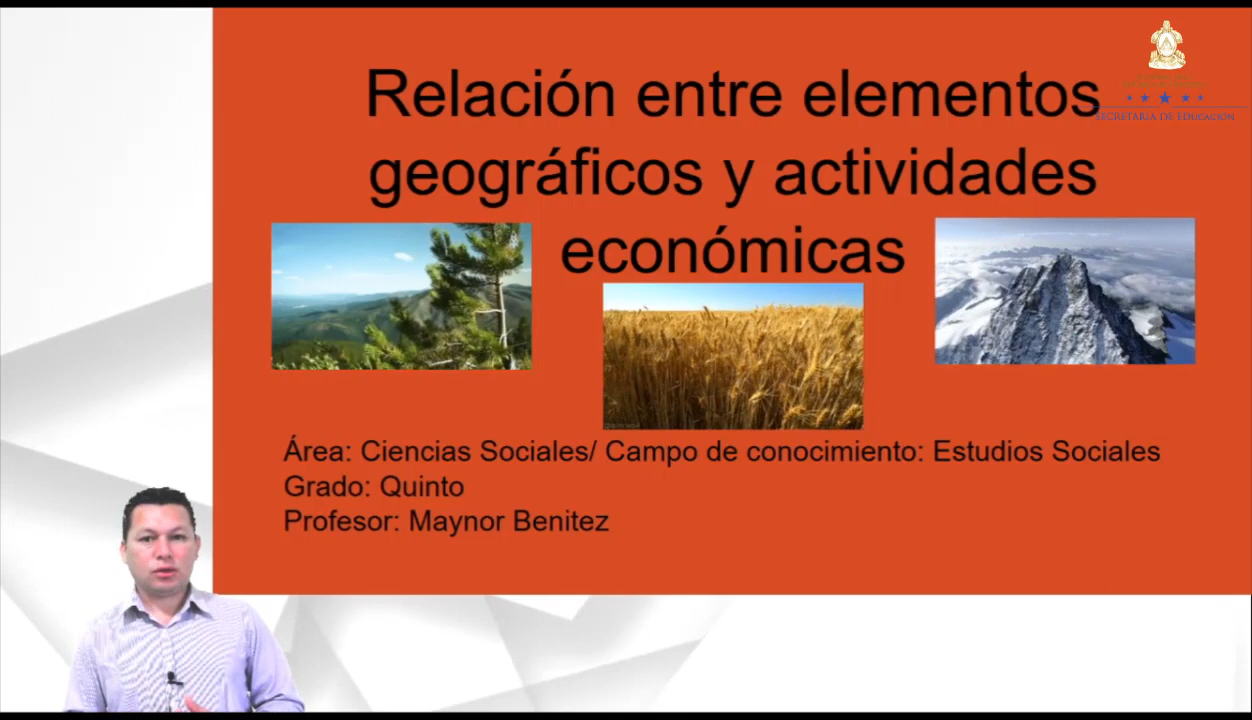 Relación entre elementos
geográficos y actividades
económicas
SECRETARÍA DE EDUCACIÓN
Área: Ciencias Sociales/ Campo de conocimiento: Estudios Sociales
Grado: Quinto
Profesor: Maynor Benitez